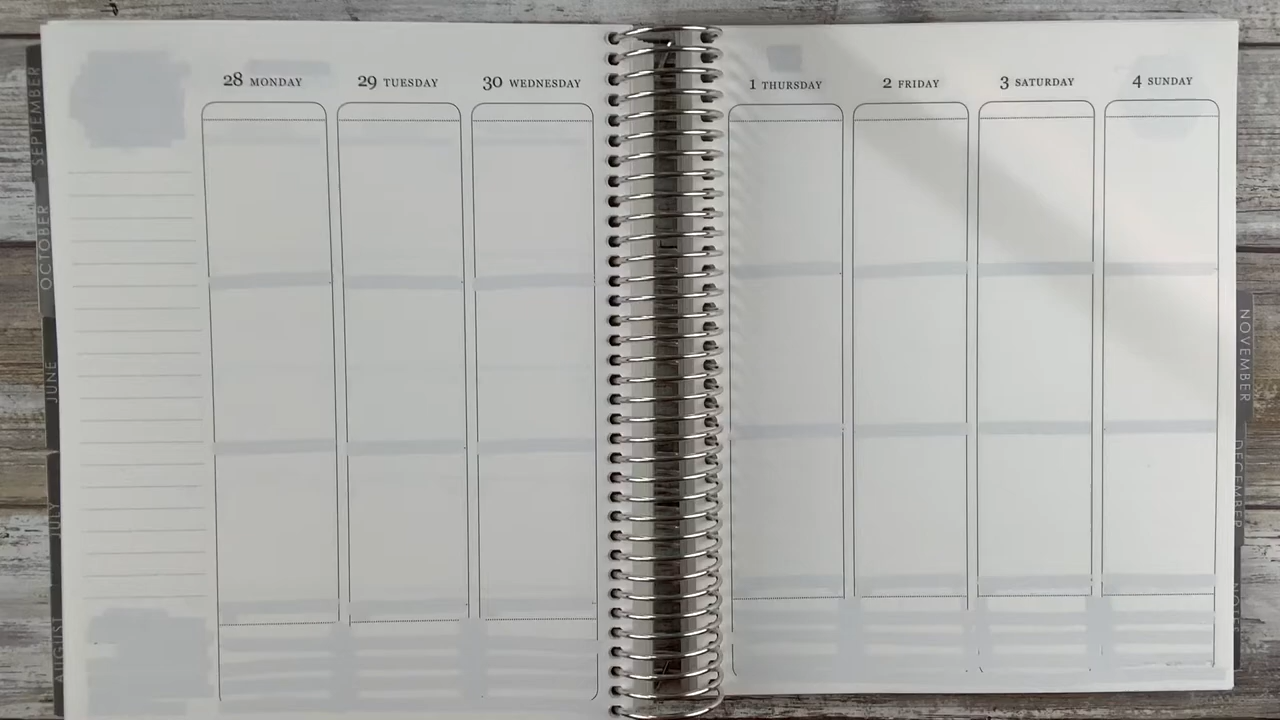 28 MONDAY
29 TUESDAY
30 WEDNESDAY
1 THURSDAY
2 FRIDAY
3 SATURDAY
4 SUNDAY
SEPTEMBER
OCTOBER
JUNE
JULY
AUGUST
NOVEMBER
DECEMBER
NOTES